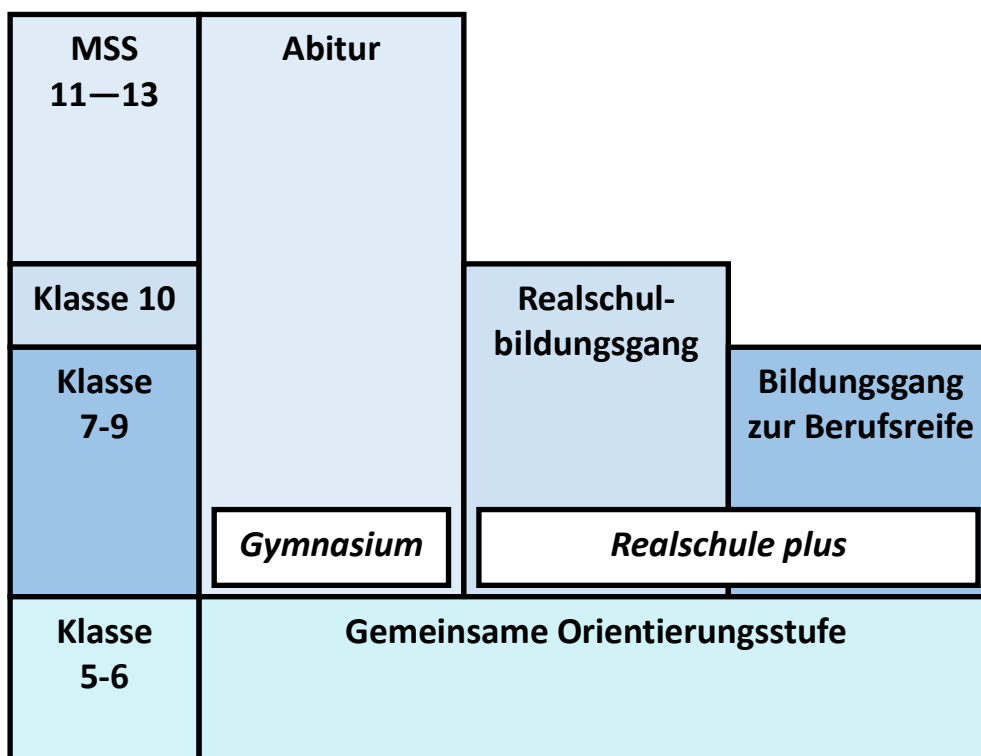 MSS
11—13
Abitur
Klasse 10
Realschul-
bildungsgang
Klasse
7-9
Bildungsgang
zur Berufsreife
Gymnasium
Realschule plus
Klasse
5-6
Gemeinsame Orientierungsstufe